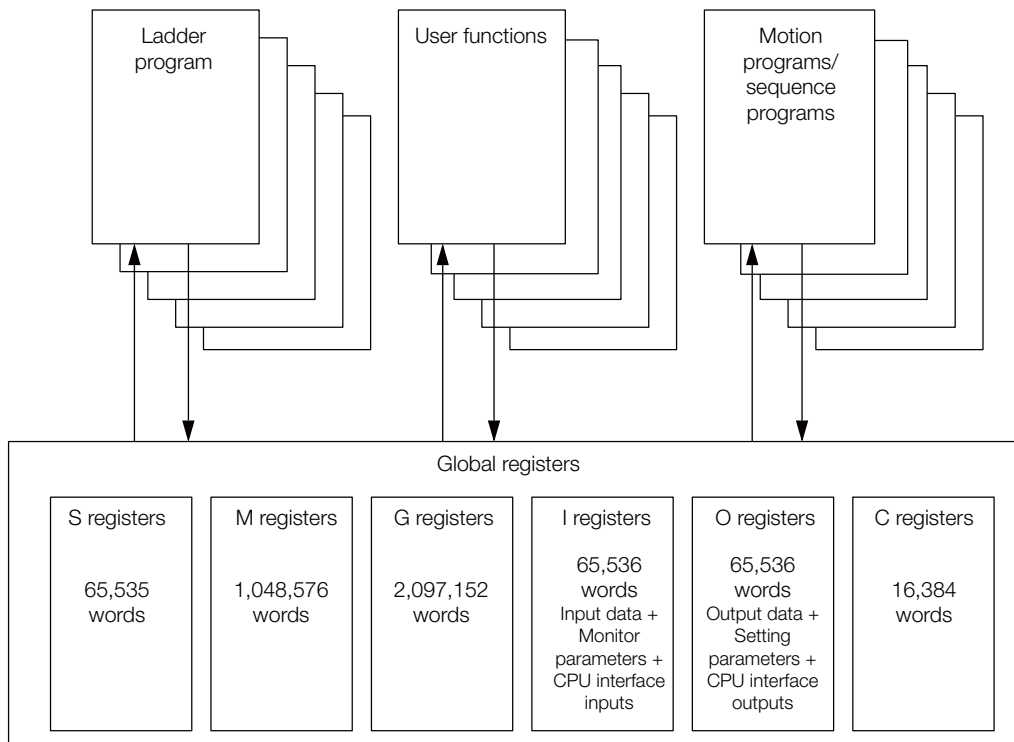 Ladder
program
User functions
Motion
programs/
sequence
programs
Global registers
S registers
65,535
words
M registers
1,048,576
words
G registers
2,097,152
words
I registers
65,536
words
Input data +
Monitor
parameters +
CPU interface
inputs
O registers
65,536
words
Output data +
Setting
parameters +
CPU interface
outputs
C registers
16,384
words